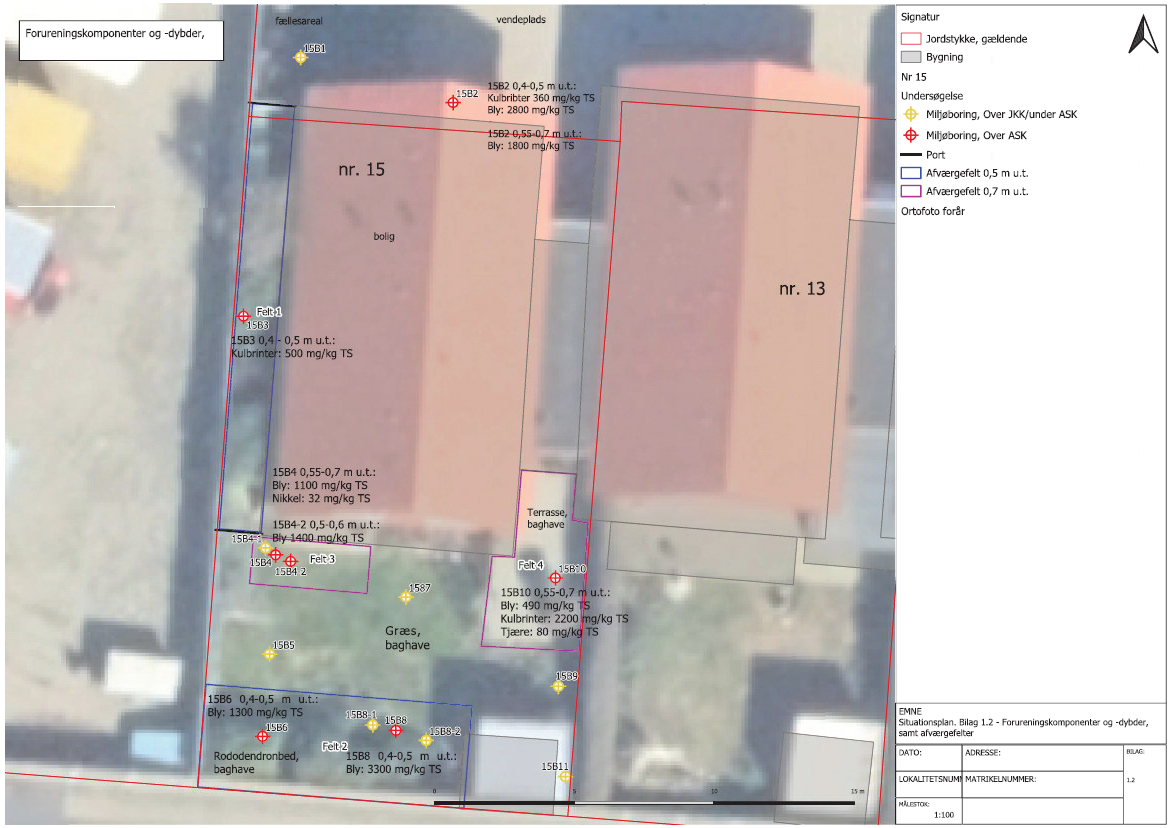 Forureningskomponenter og -dybder,
fællesareal
vendeplads
15B1
15B2
15B2 0,4-0,5 m u.t.:
Kulbribter 360 mg/kg TS
Bly: 2800 mg/kg TS
15B2 0,55-0,7 m u.t.:
Bly: 1800 mg/kg TS
nr. 15
bolig
nr. 13
Felt 1
15B3
15B3 0,4 - 0,5 m u.t.:
Kulbrinter: 500 mg/kg TS
15B4 0,55-0,7 m u.t.:
Bly: 1100 mg/kg TS
Nikkel: 32 mg/kg TS
15B4-2 0,5-0,6 m u.t.:
Bly 1400 mg/kg TS
15B4-1
15B4
15B4-2
Felt 3
Terrasse,
baghave
Felt 4
15B10
15B10 0,55-0,7 m u.t.:
Bly: 490 mg/kg TS
Kulbrinter: 2200 mg/kg TS
Tjære: 80 mg/kg TS
1587
Græs,
baghave
15B5
15B9
15B6 0,4-0,5 m u.t.:
Bly: 1300 mg/kg TS
15B6
15B8-1
15B8
15B8-2
Felt 2
Rododendronbed,
baghave
15B8 0,4-0,5 m u.t.:
Bly: 3300 mg/kg TS
15B11
0 5 10 15 m
Signatur
Jordstykke, gældende
Bygning
Nr 15
Undersøgelse
Miljøboring, Over JKK/under ASK
Miljøboring, Over ASK
Port
Afværgefelt 0,5 m u.t.
Afværgefelt 0,7 m u.t.
Ortofoto forår
EMNE
Situationsplan. Bilag 1.2 - Forureningskomponenter og -dybder,
samt afværgefelter
DATO: ADRESSE: BILAG:
LOKALITETSNUMM MATRIKELNUMMER: 1.2
MÅLESTOK:
1:100